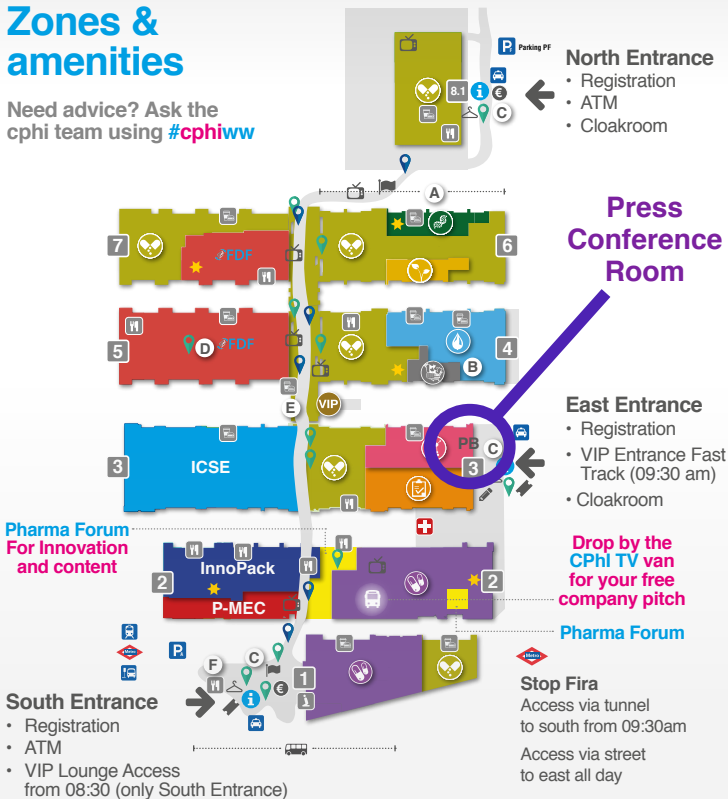 Zones &
amenities
Need advice? Ask the
cphi team using #cphiww
P
Parking PF
North Entrance
• Registration
• ATM
• Cloakroom
8.1
i
€
C
A
Press
Conference
Room
7
FDF
6
5
D
FDF
4
B
E
VIP
East Entrance
• Registration
• VIP Entrance Fast
Track (09:30 am)
• Cloakroom
3
ICSE
PB
C
3
Pharma Forum
For Innovation
and content
InnoPack
2
P-MEC
2
Drop by the
CPhI TV van
for your free
company pitch
Pharma Forum
Metro
P
F
C
1
i
€
i
South Entrance
• Registration
• ATM
• VIP Lounge Access
from 08:30 (only South Entrance)
Metro
Stop Fira
Access via tunnel
to south from 09:30am
Access via street
to east all day